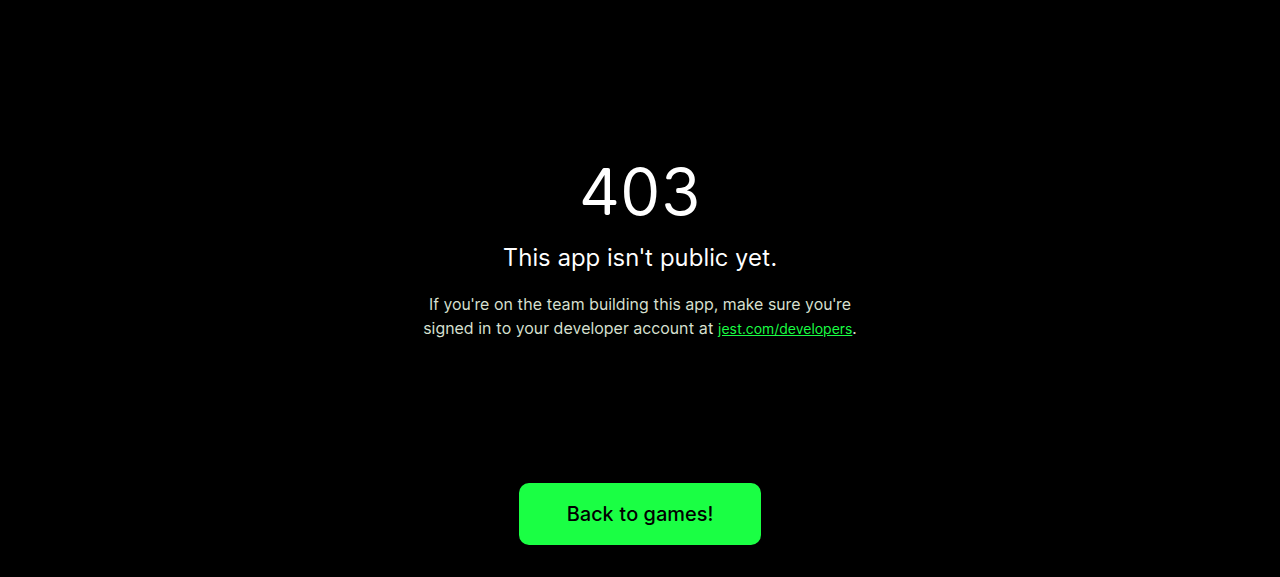 403
This app isn't public yet.
If you're on the team building this app, make sure you're
signed in to your developer account at jest.com/developers.
Back to games!